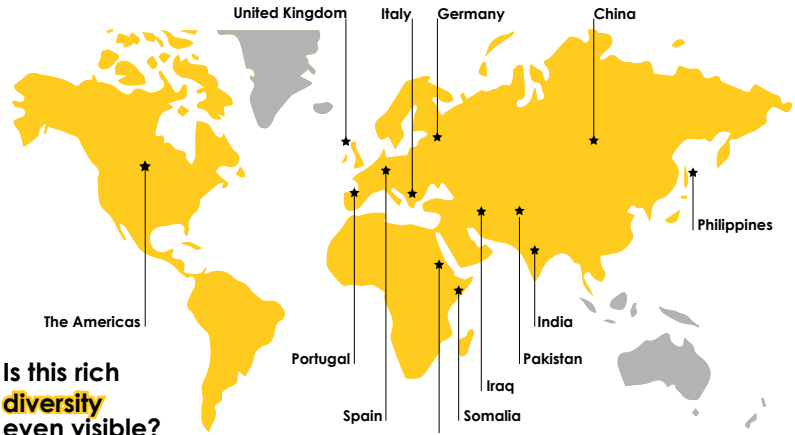 United Kingdom
Italy
Germany
China
Philippines
The Americas
India
Portugal
Pakistan
Iraq
Spain
Somalia
Is this rich
diversity
even visible?